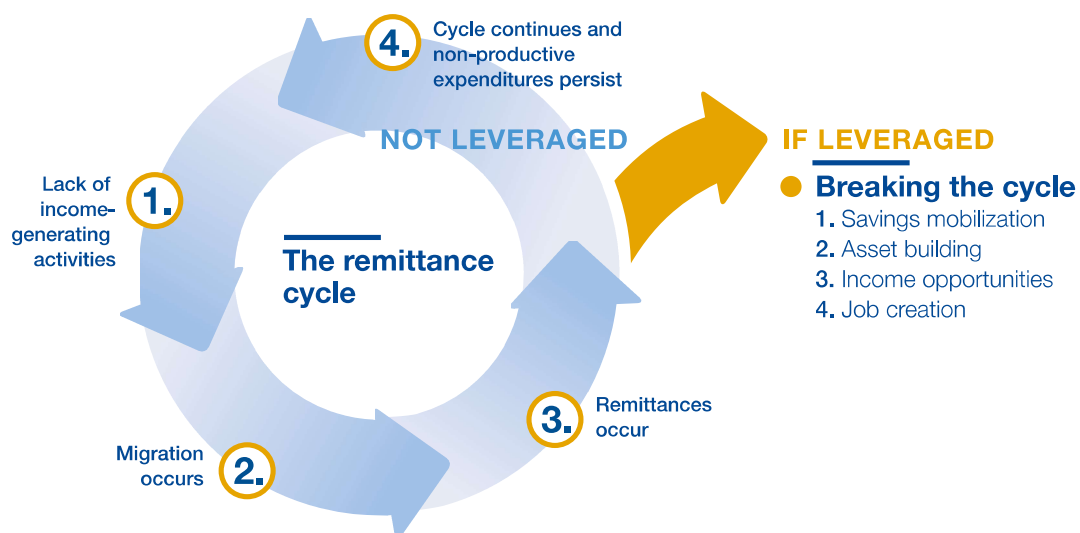 4.
Cycle continues and
non-productive
expenditures persist
NOT LEVERAGED
IF LEVERAGED
Breaking the cycle
1. Savings mobilization
2. Asset building
3. Income opportunities
4. Job creation
1.
Lack of
income-
generating
activities
The remittance
cycle
2.
Migration
occurs
3.
Remittances
occur